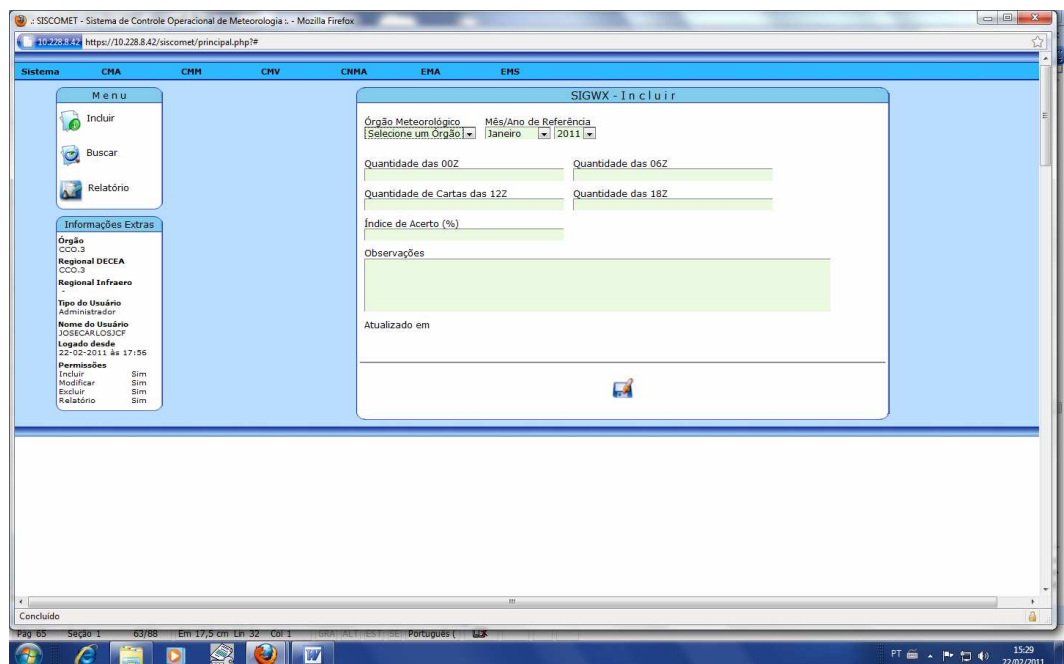 .: SISCOMET - Sistema de Controle Operacional de Meteorologia :. - Mozilla Firefox
10.228.8.42 https://10.228.8.42/siscomet/principal.php?#
Sistema CMA CMM CMV CNMA EMA EMS
Menu
Incluir
Buscar
Relatório
Informações Extras
Órgão
CCO.3
Regional DECEA
CCO.3
Regional Infraero
-
Tipo do Usuário
Administrador
Nome do Usuário
JOSECARLOSJCF
Logado desde
22-02-2011 às 17:56
Permissões
Incluir Sim
Modificar Sim
Excluir Sim
Relatório Sim
SIGWX - Incluir
Órgão Meteorológico Mês/Ano de Referência
Selecione um Órgão Janeiro 2011
Quantidade das 00Z Quantidade das 06Z
Quantidade de Cartas das 12Z Quantidade das 18Z
Índice de Acerto (%)
Observações
Atualizado em
Concluído
Pág 65 Seção 1 63/88 Em 17,5 cm Lin 32 Col 1 GRA ALT EST SE Português (
PT 15:29
22/02/2011